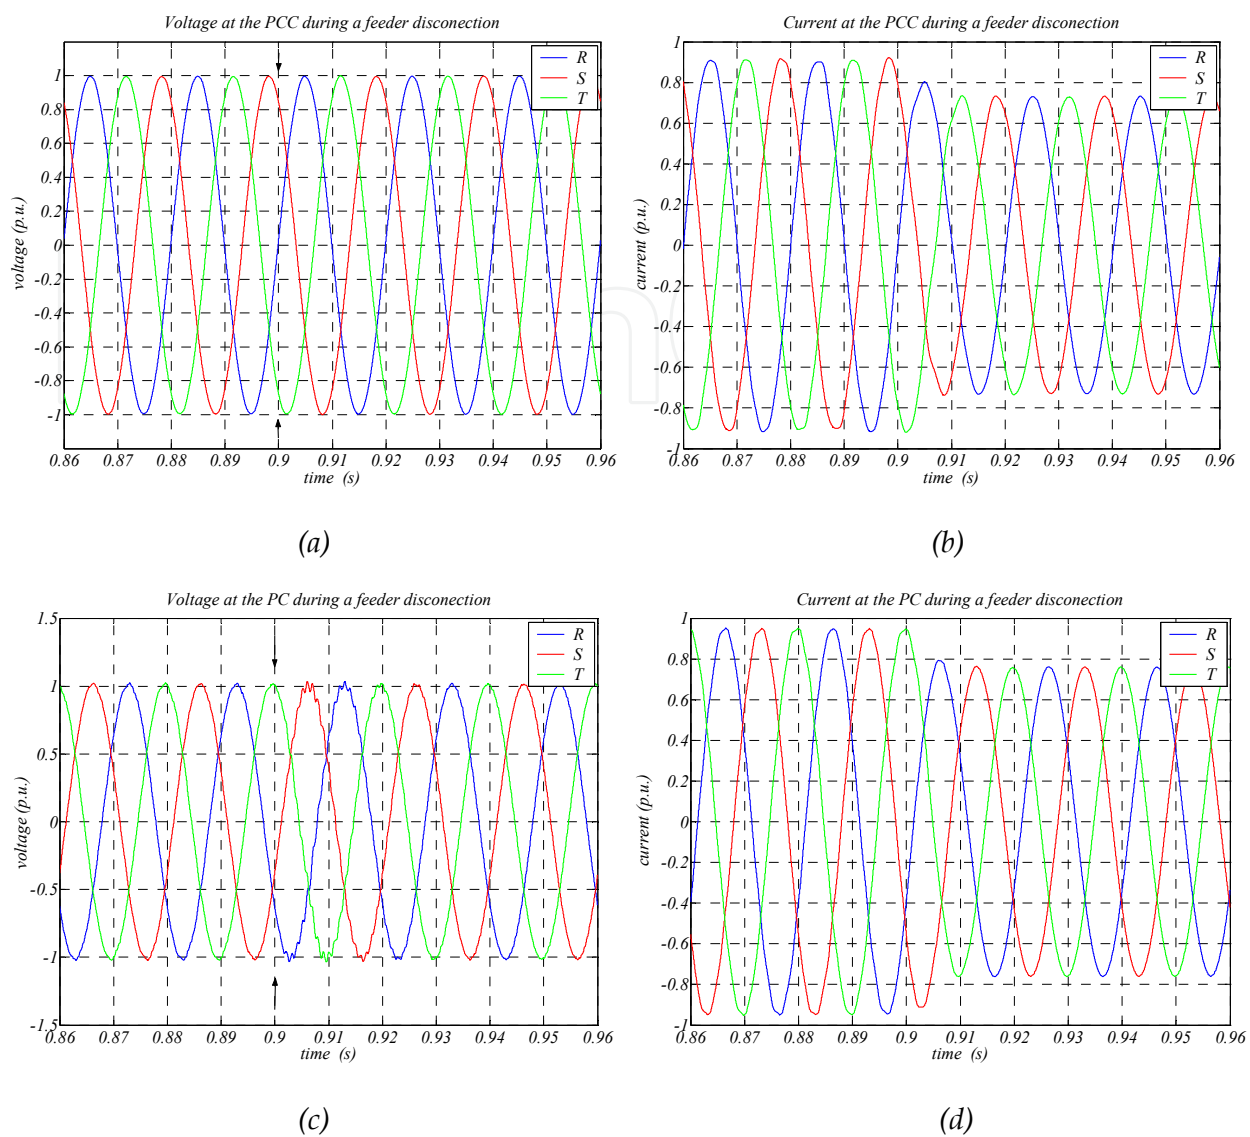 Voltage at the PCC during a feeder disconection
1
0.8
0.6
0.4
0.2
0
-0.2
-0.4
-0.6
-0.8
-1
voltage (p.u.)
R
S
T
0.86 0.87 0.88 0.89 0.9 0.91 0.92 0.93 0.94 0.95 0.96
time (s)
(a)
Current at the PCC during a feeder disconection
1
0.8
0.6
0.4
0.2
0
-0.2
-0.4
-0.6
-0.8
-1
current (p.u.)
R
S
T
0.86 0.87 0.88 0.89 0.9 0.91 0.92 0.93 0.94 0.95 0.96
time (s)
(b)
Voltage at the PC during a feeder disconection
1.5
1
0.5
0
-0.5
-1
-1.5
voltage (p.u.)
R
S
T
0.86 0.87 0.88 0.89 0.9 0.91 0.92 0.93 0.94 0.95 0.96
time (s)
(c)
Current at the PC during a feeder disconection
1
0.8
0.6
0.4
0.2
0
-0.2
-0.4
-0.6
-0.8
-1
current (p.u.)
R
S
T
0.86 0.87 0.88 0.89 0.9 0.91 0.92 0.93 0.94 0.95 0.96
time (s)
(d)